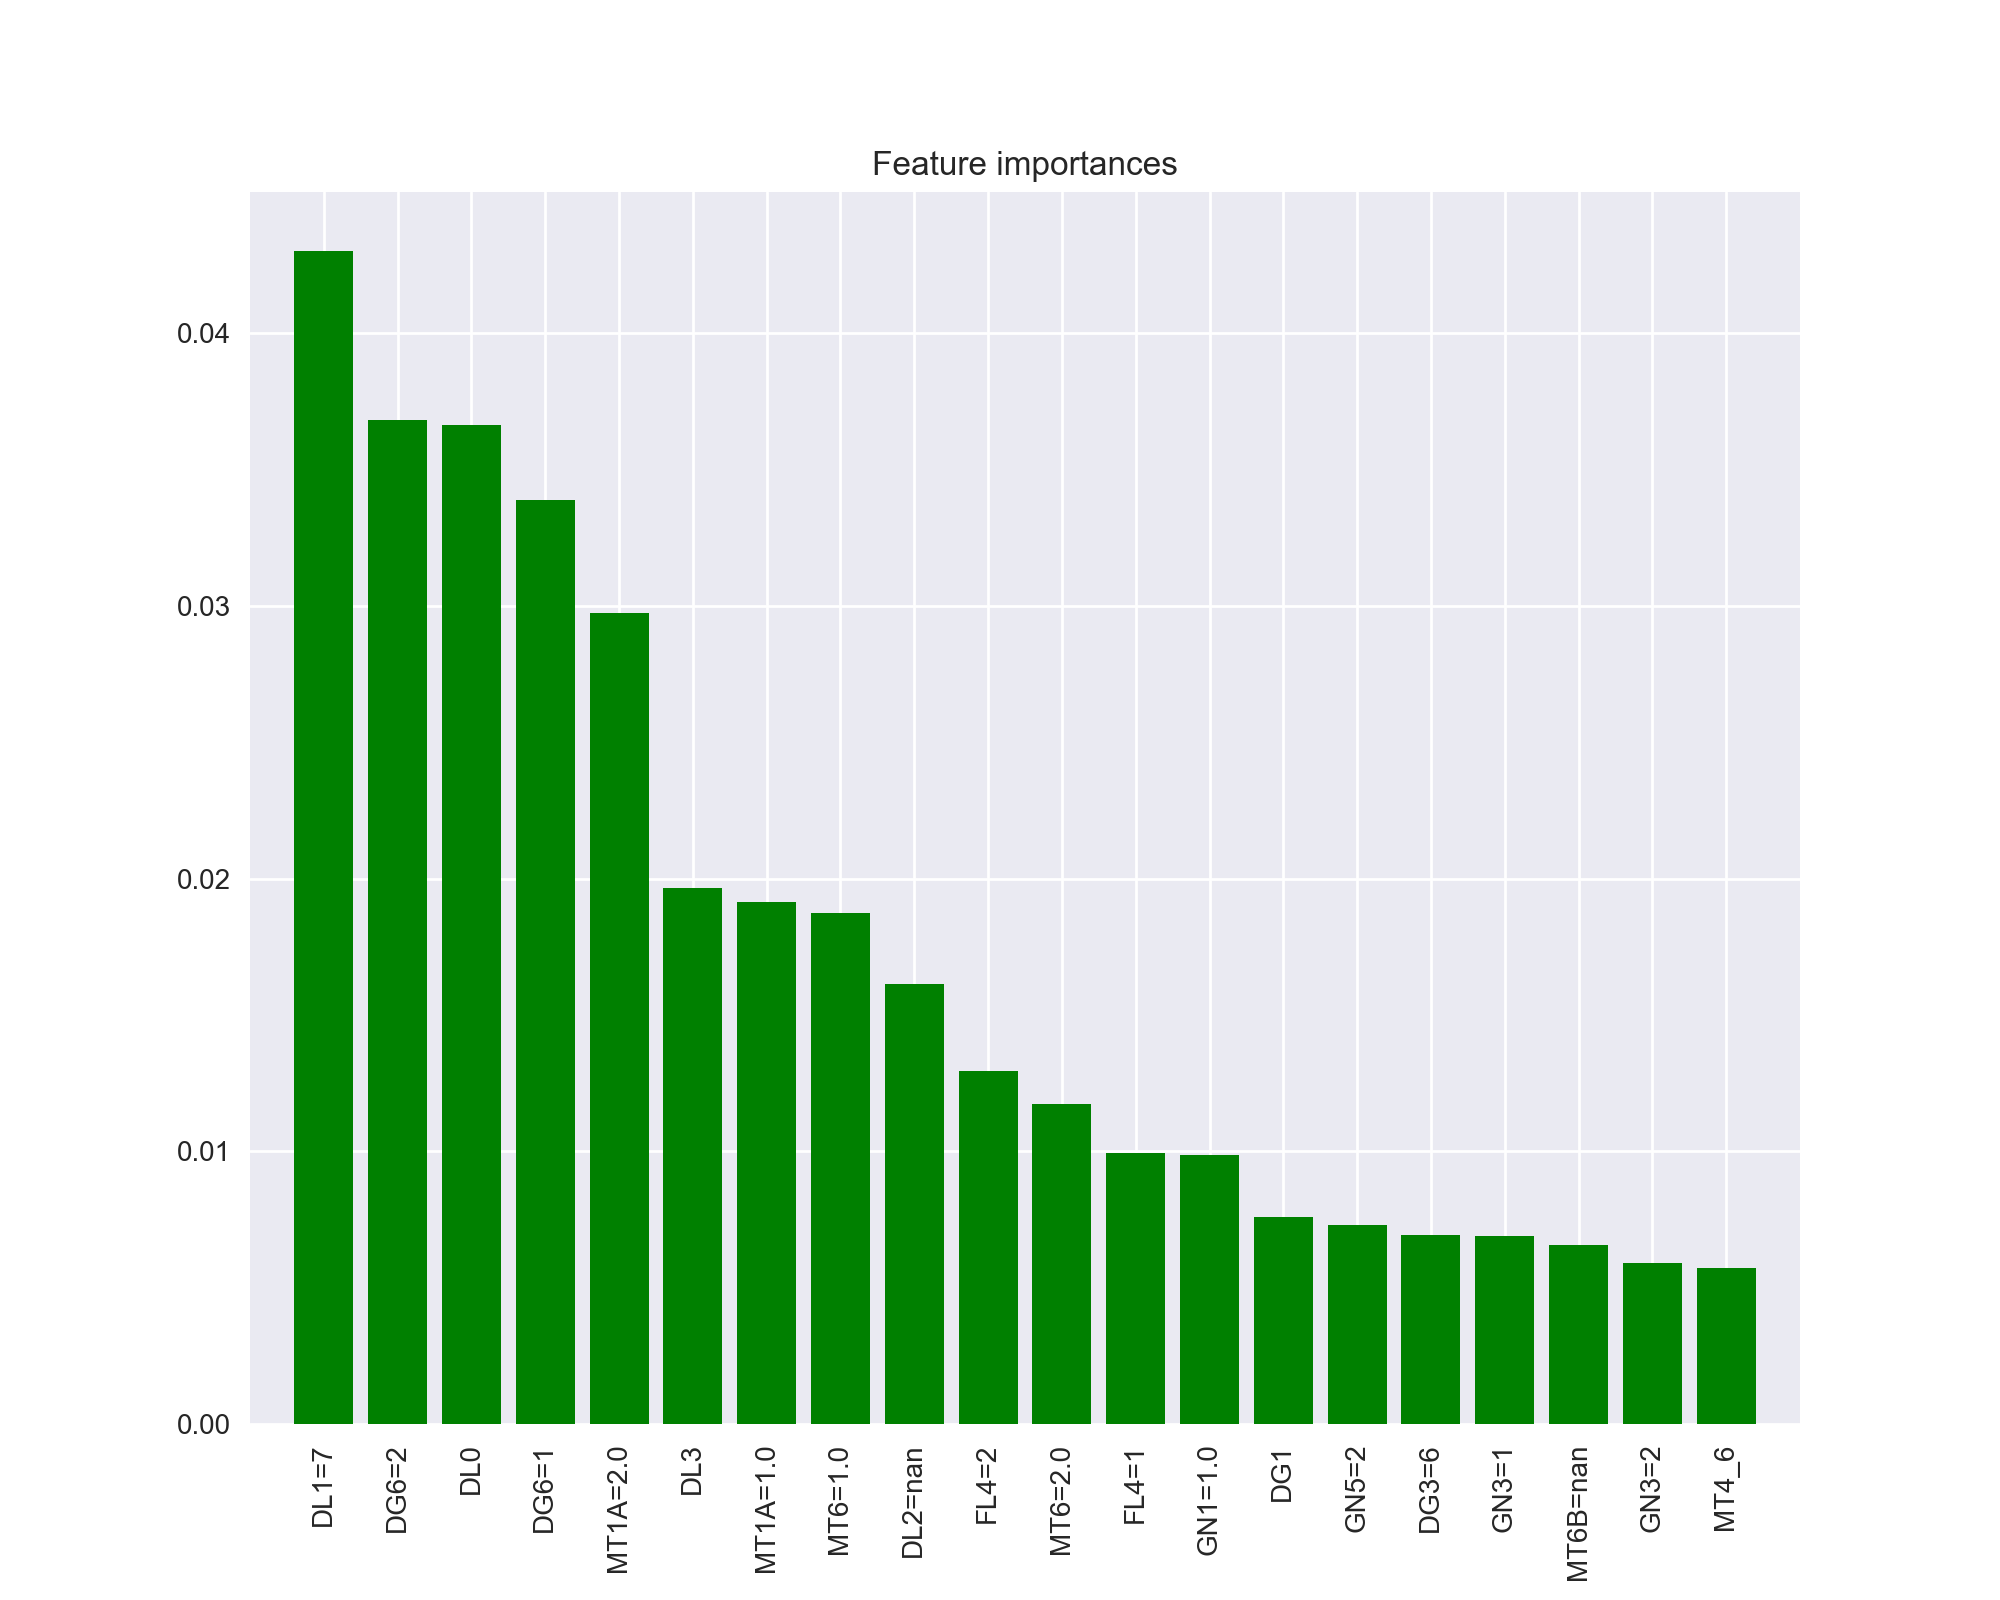 Feature importances
0.04
0.03
0.02
0.01
0.00
DL1=7
DG6=2
DL0
DG6=1
MT1A=2.0
DL3
MT1A=1.0
MT6=1.0
DL2=nan
FL4=2
MT6=2.0
FL4=1
GN1=1.0
DG1
GN5=2
DG3=6
GN3=1
MT6B=nan
GN3=2
MT4_6